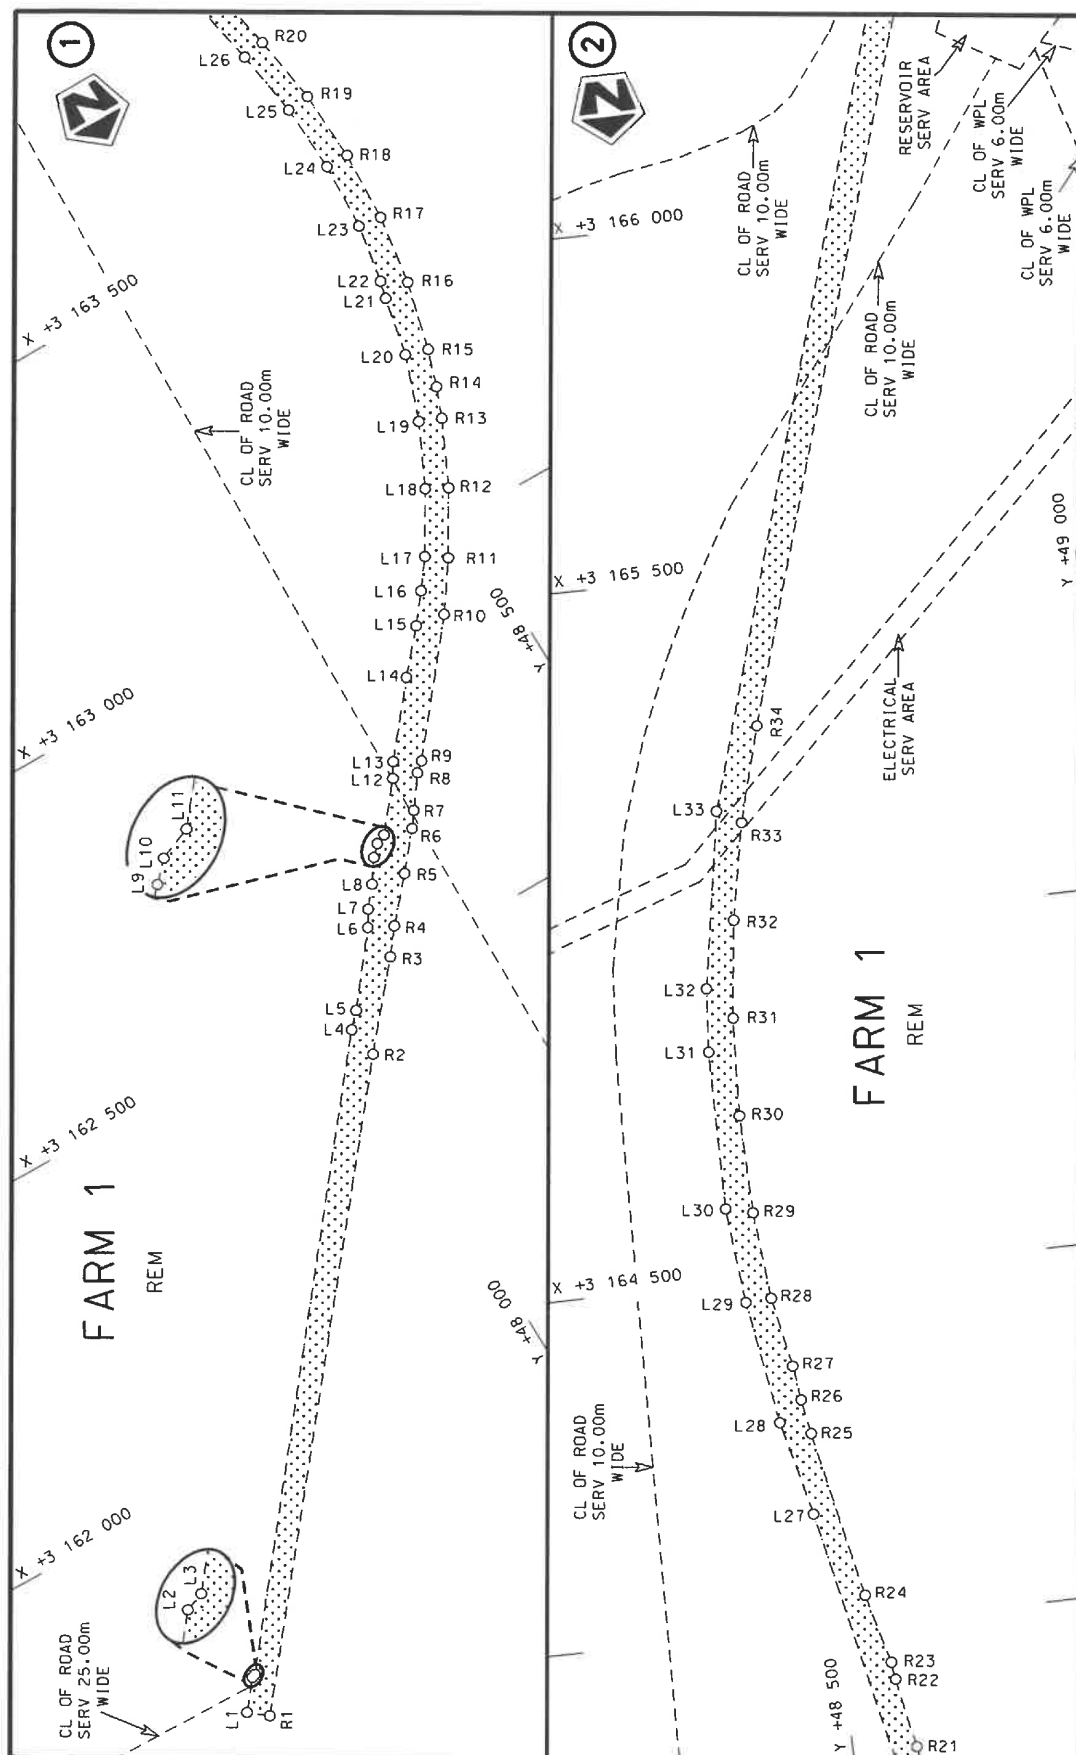 1
N
L26
R20
L25
R19
L24
R18
L23
R17
L22
L21
R16
L20
R15
R14
L19
R13
L18
R12
L17
R11
L16
L15
R10
L14
L13
L12
R9
R8
R7
R6
L11
L10
L9
L8
R5
L7
L6
R4
R3
L5
L4
R2
L2
L3
L1
R1
X +3 163 500
CL OF ROAD
SERV 10.00m
WIDE
Y +48 500
X +3 163 000
X +3 162 500
FARM 1
REM
Y +48 000
X +3 162 000
CL OF ROAD
SERV 25.00m
WIDE
2
N
RESERVOIR
SERV AREA
CL OF WPL
SERV 6.00m
WIDE
CL OF WPL
SERV 6.00m
WIDE
CL OF ROAD
SERV 10.00m
WIDE
X +3 166 000
CL OF ROAD
SERV 10.00m
WIDE
X +3 165 500
Y +49 000
ELECTRICAL
SERV AREA
R34
L33
R33
R32
L32
R31
L31
R30
L30
R29
FARM 1
REM
X +3 164 500
L29
R28
R27
R26
L28
R25
CL OF ROAD
SERV 10.00m
WIDE
L27
R24
R23
R22
Y +48 500
R21